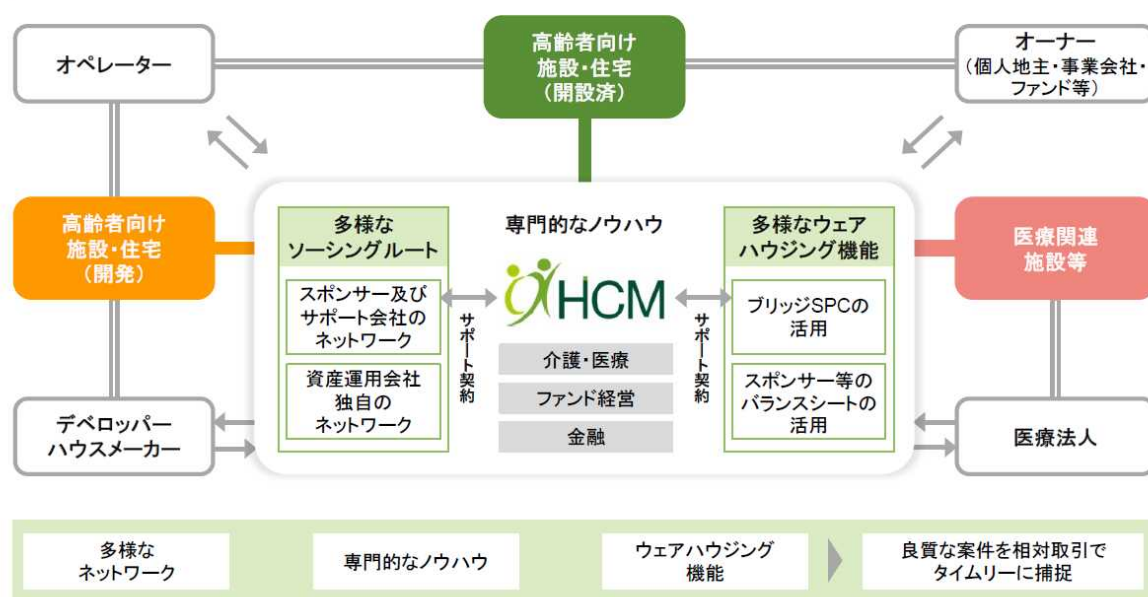 オペレーター
高齢者向け
施設・住宅
（開設済）
オーナー
（個人地主・事業会社・
ファンド等）
高齢者向け
施設・住宅
（開発）
多様な
ソーシングルート
スポンサー及び
サポート会社の
ネットワーク
資産運用会社
独自の
ネットワーク
サポート契約
専門的なノウハウ
HCM
介護・医療
ファンド経営
金融
サポート契約
多様なウェア
ハウジング機能
ブリッジSPCの
活用
スポンサー等の
バランスシートの
活用
医療関連
施設等
デベロッパー
ハウスメーカー
医療法人
多様な
ネットワーク
専門的なノウハウ
ウェアハウジング
機能
良質な案件を相対取引で
タイムリーに捕捉